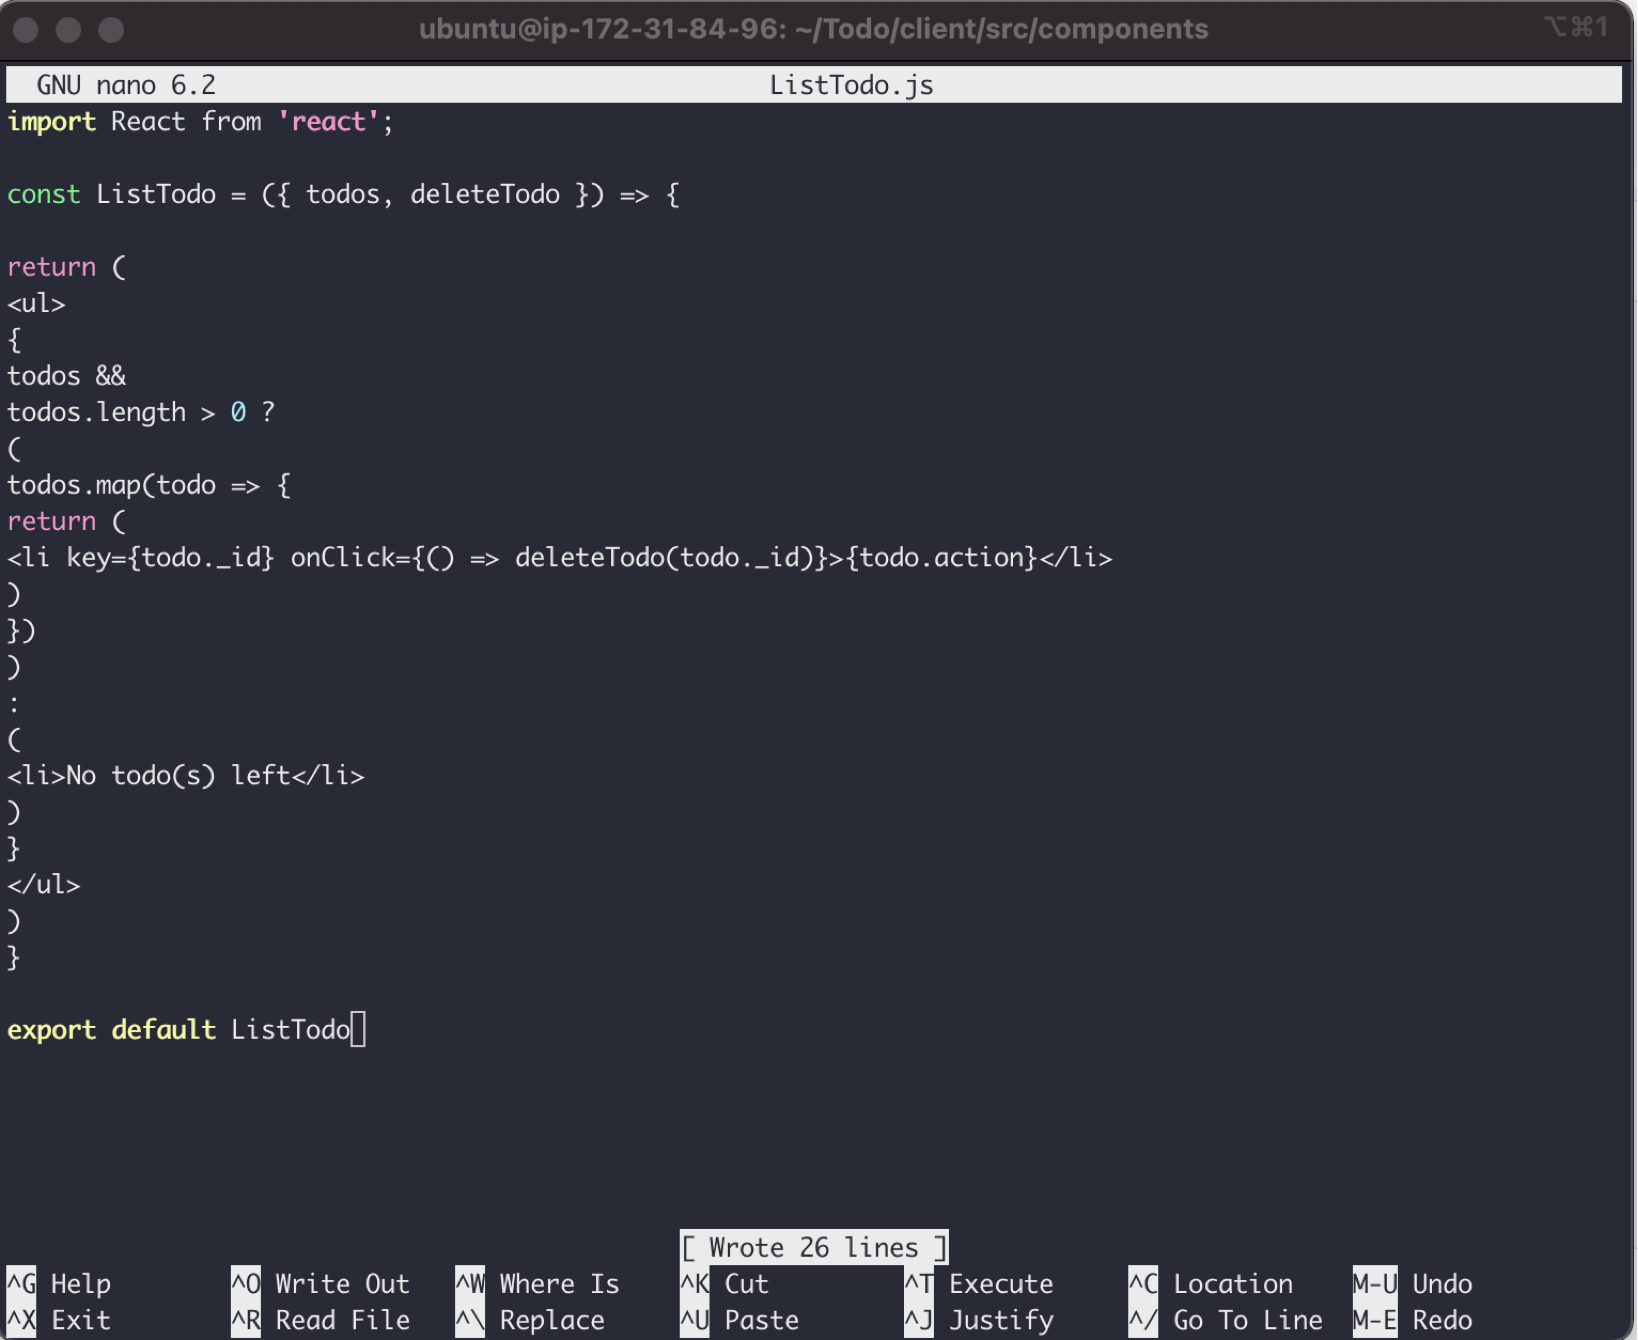 ubuntu@ip-172-31-84-96: ~/Todo/client/src/components ⌥⌘1
GNU nano 6.2 ListTodo.js
import React from 'react';
const ListTodo = ({ todos, deleteTodo }) => {
return (
<ul>
{
todos &&
todos.length > 0 ?
(
todos.map(todo => {
return (
<li key={todo._id} onClick={() => deleteTodo(todo._id)}>{todo.action}</li>
)
})
)
:
(
<li>No todo(s) left</li>
)
}
</ul>
)
}
export default ListTodo
[ Wrote 26 lines ]
^G Help ^O Write Out ^W Where Is ^K Cut ^T Execute ^C Location M-U Undo
^X Exit ^R Read File ^\ Replace ^U Paste ^J Justify ^/ Go To Line M-E Redo